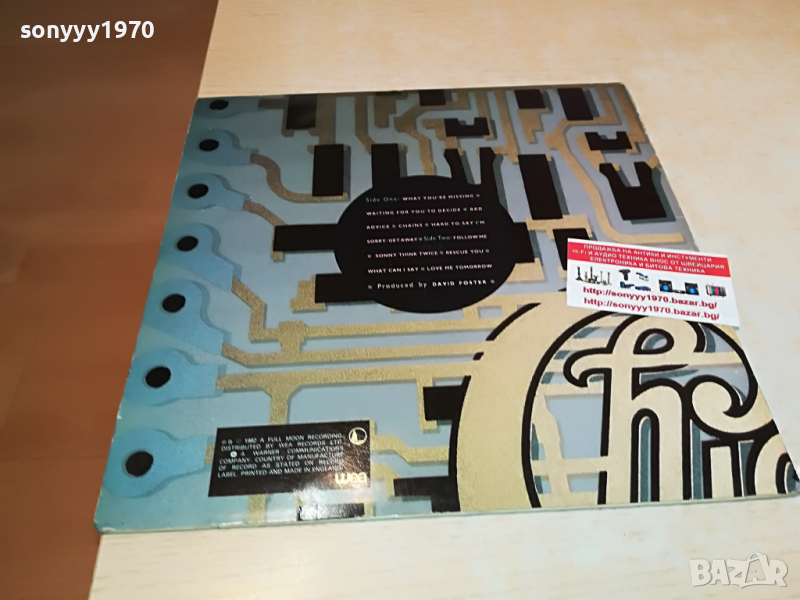 sonyyy1970
Side One: WHAT YOU'RE MISSING
WAITING FOR YOU TO DECIDE BAD
ADVICE CHAINS HARD TO SAY I'M
SORRY-GETAWAY Side Two: FOLLOW ME
SONNY THINK TWICE RESCUE YOU
WHAT CAN I SAY LOVE ME TOMORROW
Produced by DAVID FOSTER
ПРОДАЖБА НА АНТИКИ И ИНСТУМЕНТИ
Hi-Fi И АУДИО ТЕХНИКА ВНОС ОТ ШВЕЙЦАРИЯ
ЕЛЕКТРОНИКА И БИТОВА ТЕХНИКА
http://sonyyy1970.bazar.bg/
http://sonyyy1970.bazar.bg/
Chic
℗ © 1982 A FULL MOON RECORDING.
DISTRIBUTED BY WEA RECORDS LTD.
A WARNER COMMUNICATIONS
COMPANY. COUNTRY OF MANUFACTURE
OF RECORD AS STATED ON RECORD
LABEL. PRINTED AND MADE IN ENGLAND.
wea
BAZAR